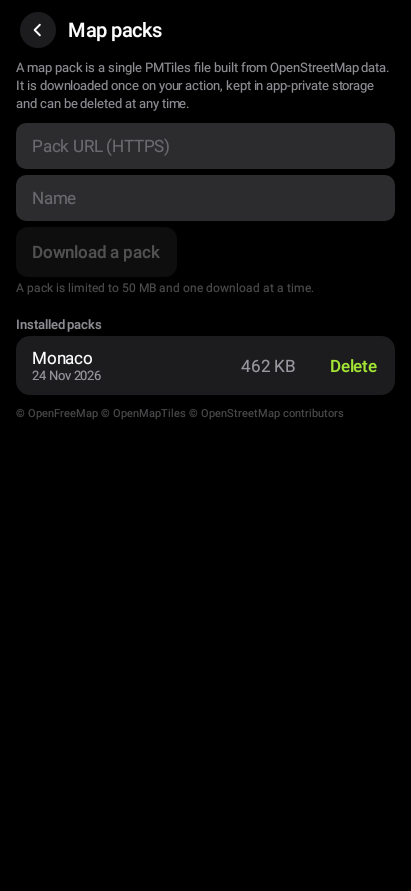 Map packs
A map pack is a single PMTiles file built from OpenStreetMap data.
It is downloaded once on your action, kept in app-private storage
and can be deleted at any time.
Pack URL (HTTPS)
Name
Download a pack
A pack is limited to 50 MB and one download at a time.
Installed packs
Monaco
462 KB
Delete
24 Nov 2026
© OpenFreeMap © OpenMapTiles © OpenStreetMap contributors